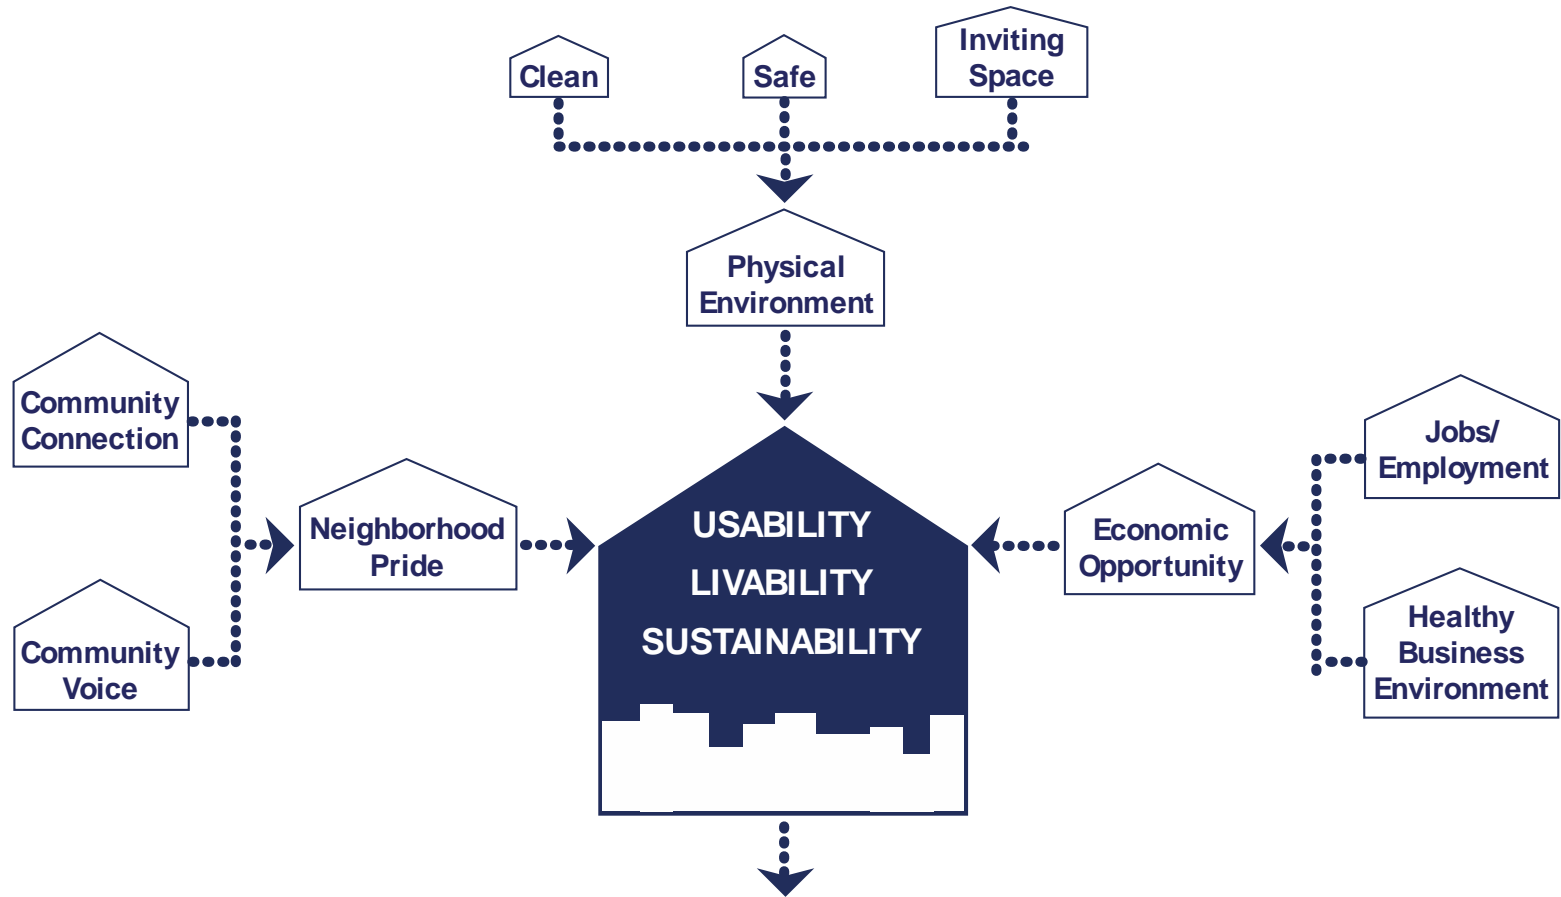 Clean
Safe
Inviting
Space
Physical
Environment
Community
Connection
Community
Voice
Neighborhood
Pride
USABILITY
LIVABILITY
SUSTAINABILITY
Economic
Opportunity
Jobs/
Employment
Healthy
Business
Environment